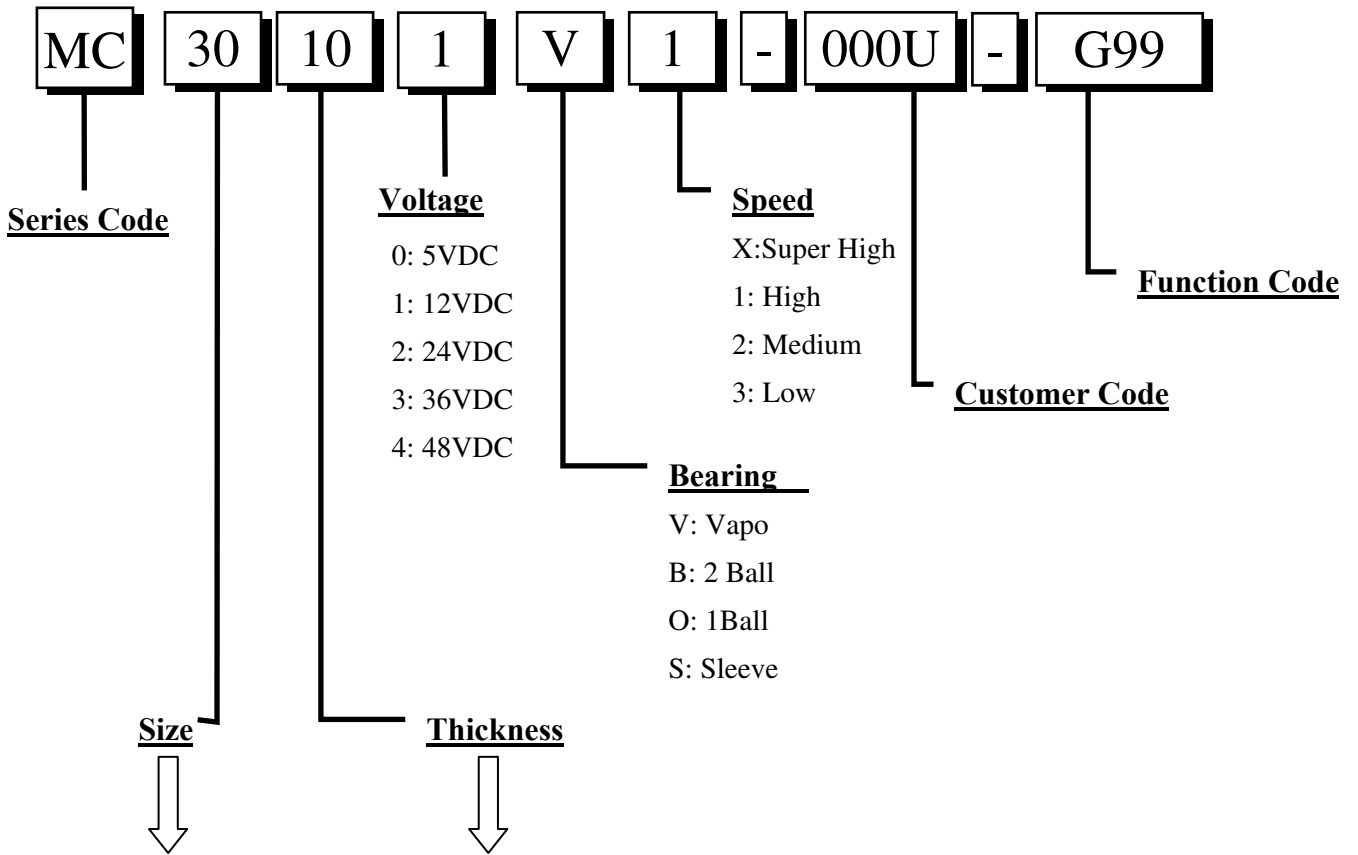 MC 30 10 1 V 1 - 000U - G99
Series Code
Voltage
0: 5VDC
1: 12VDC
2: 24VDC
3: 36VDC
4: 48VDC
Speed
X:Super High
1: High
2: Medium
3: Low
Function Code
Customer Code
Bearing
V: Vapo
B: 2 Ball
O: 1Ball
S: Sleeve
Size
Thickness